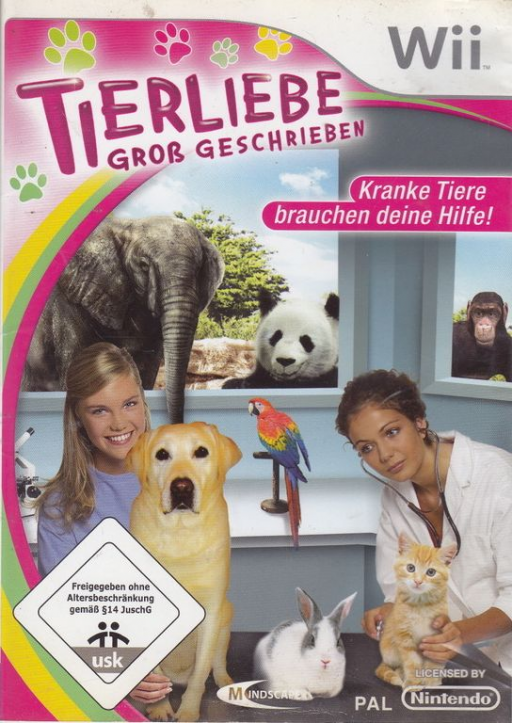 Wii™
TIERLIEBE
GROß GESCHRIEBEN
Kranke Tiere
brauchen deine Hilfe!
Freigegeben ohne
Altersbeschränkung
gemäß §14 JuschG
usk
MINDSCAPE
PAL
LICENSED BY
Nintendo®